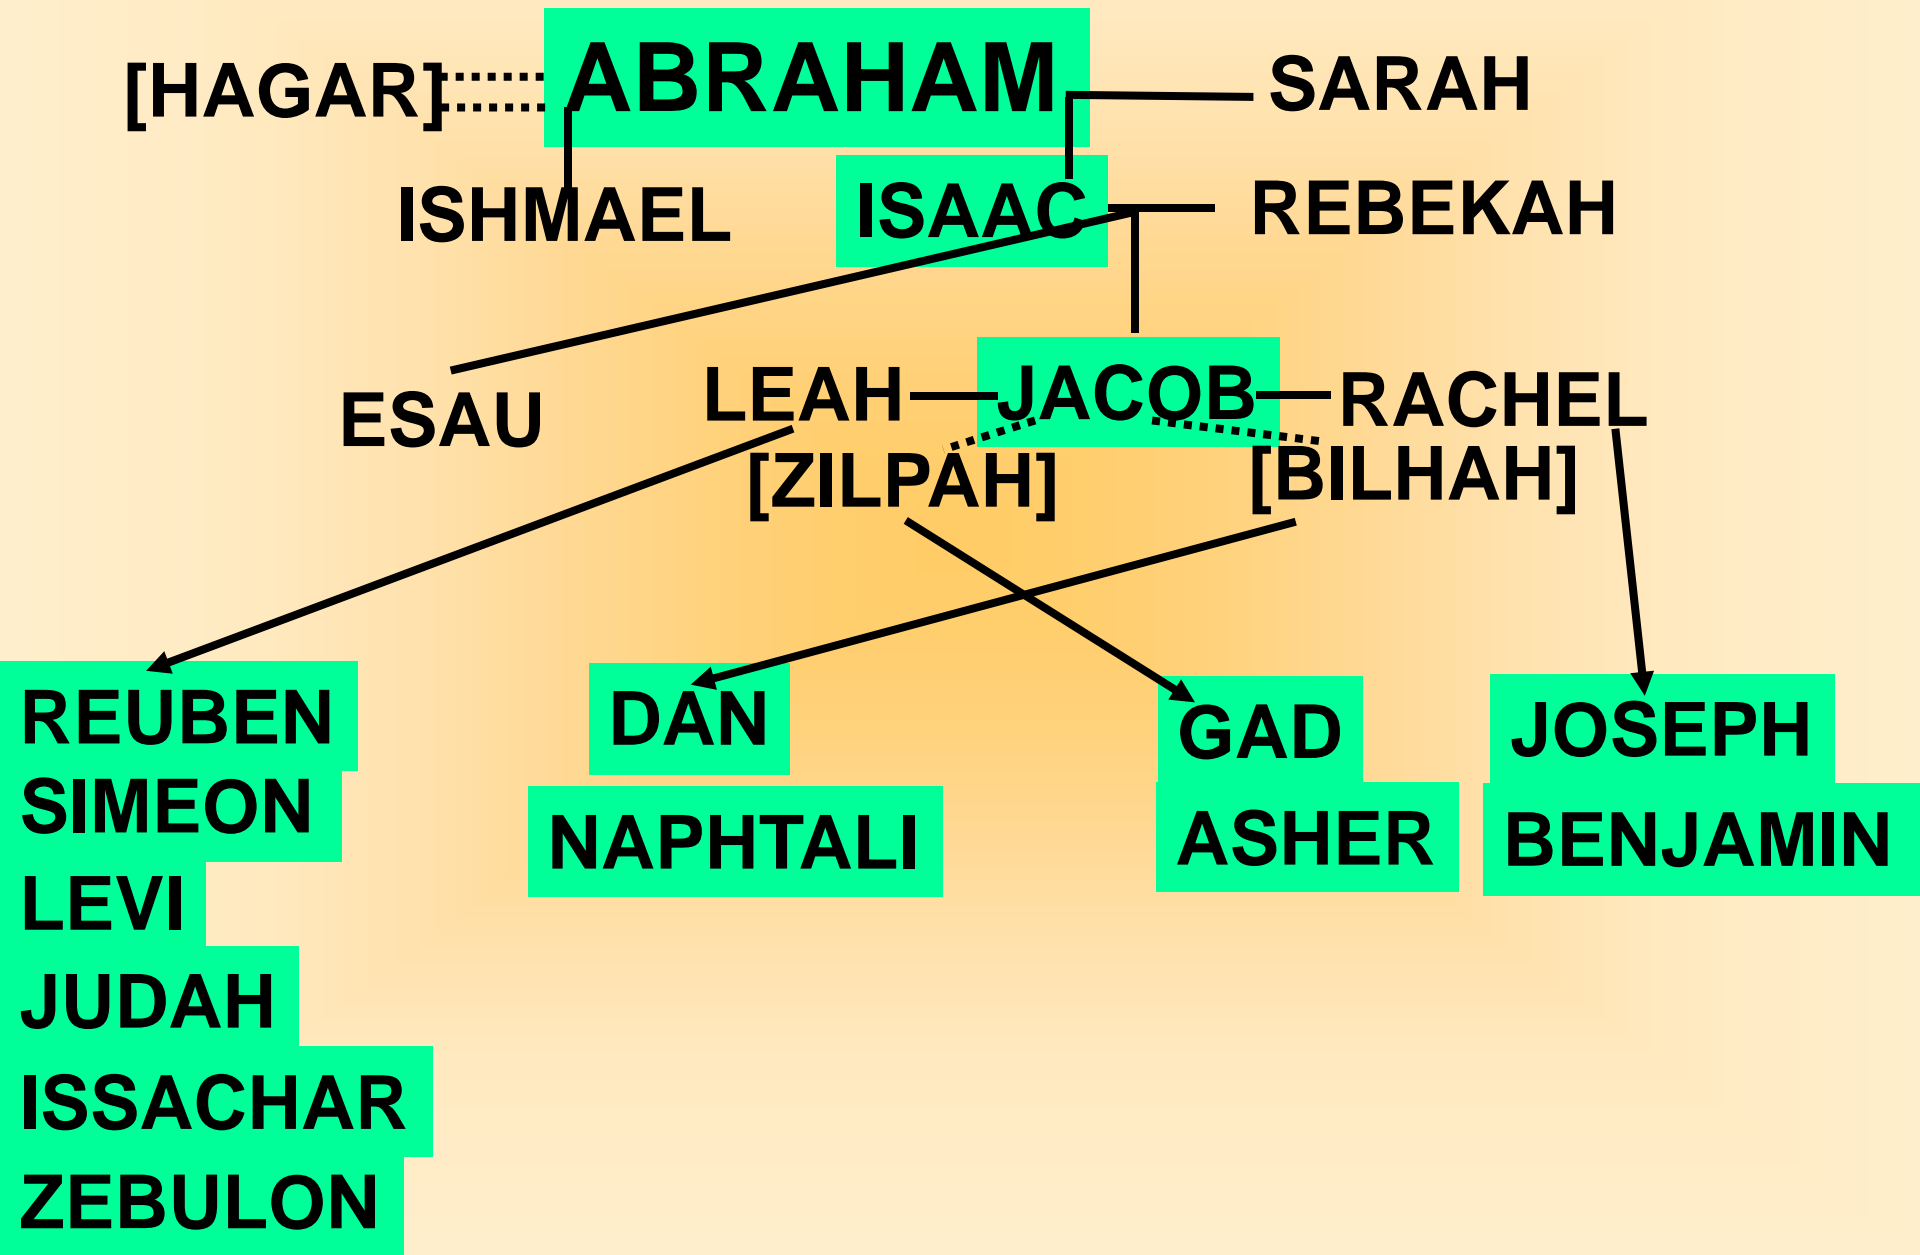 [HAGAR] ABRAHAM SARAH
ISHMAEL ISAAC REBEKAH
ESAU LEAH JACOB RACHEL
[ZILPAH] [BILHAH]
REUBEN DAN GAD JOSEPH
SIMEON NAPHTALI ASHER BENJAMIN
LEVI
JUDAH
ISSACHAR
ZEBULON